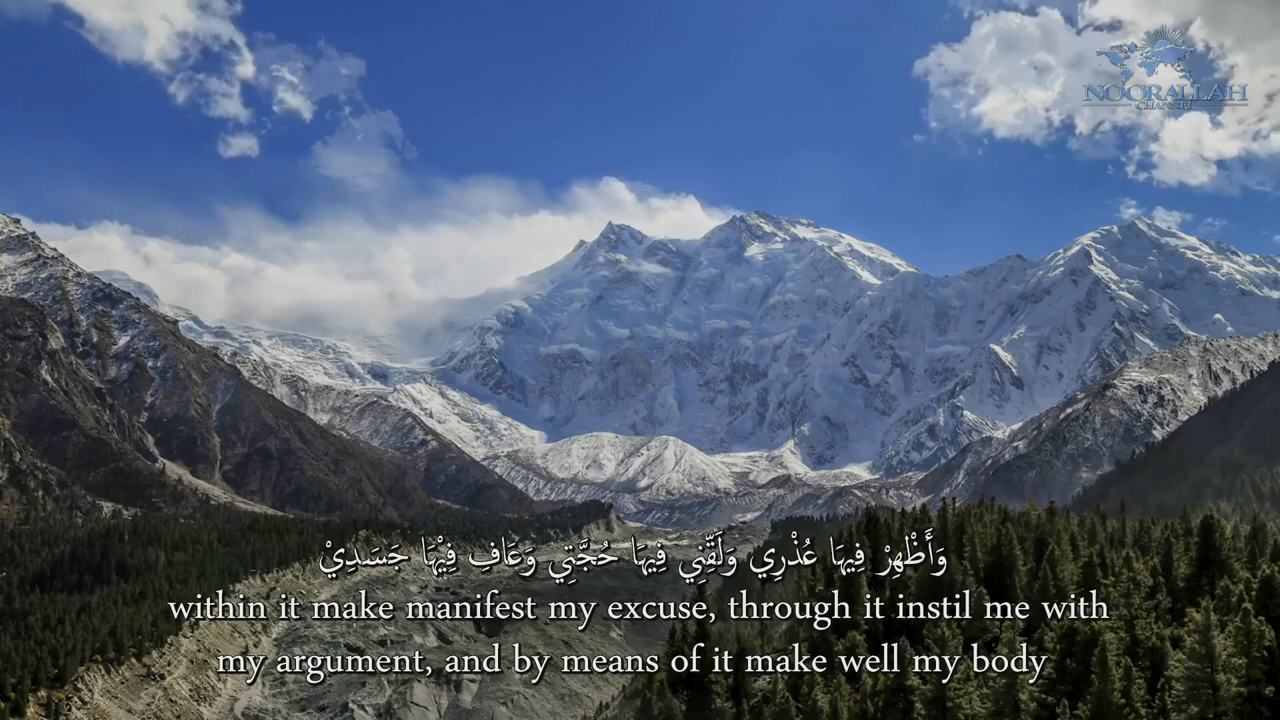 NOORALLAH
CHANNEL
وَأَظْهِرْ فِيهَا عُذْرِي وَلَقِّنِي فِيهَا حُجَّتِي وَعَافِ فِيْهَا جَسَدِيْ
within it make manifest my excuse, through it instil me with
my argument, and by means of it make well my body